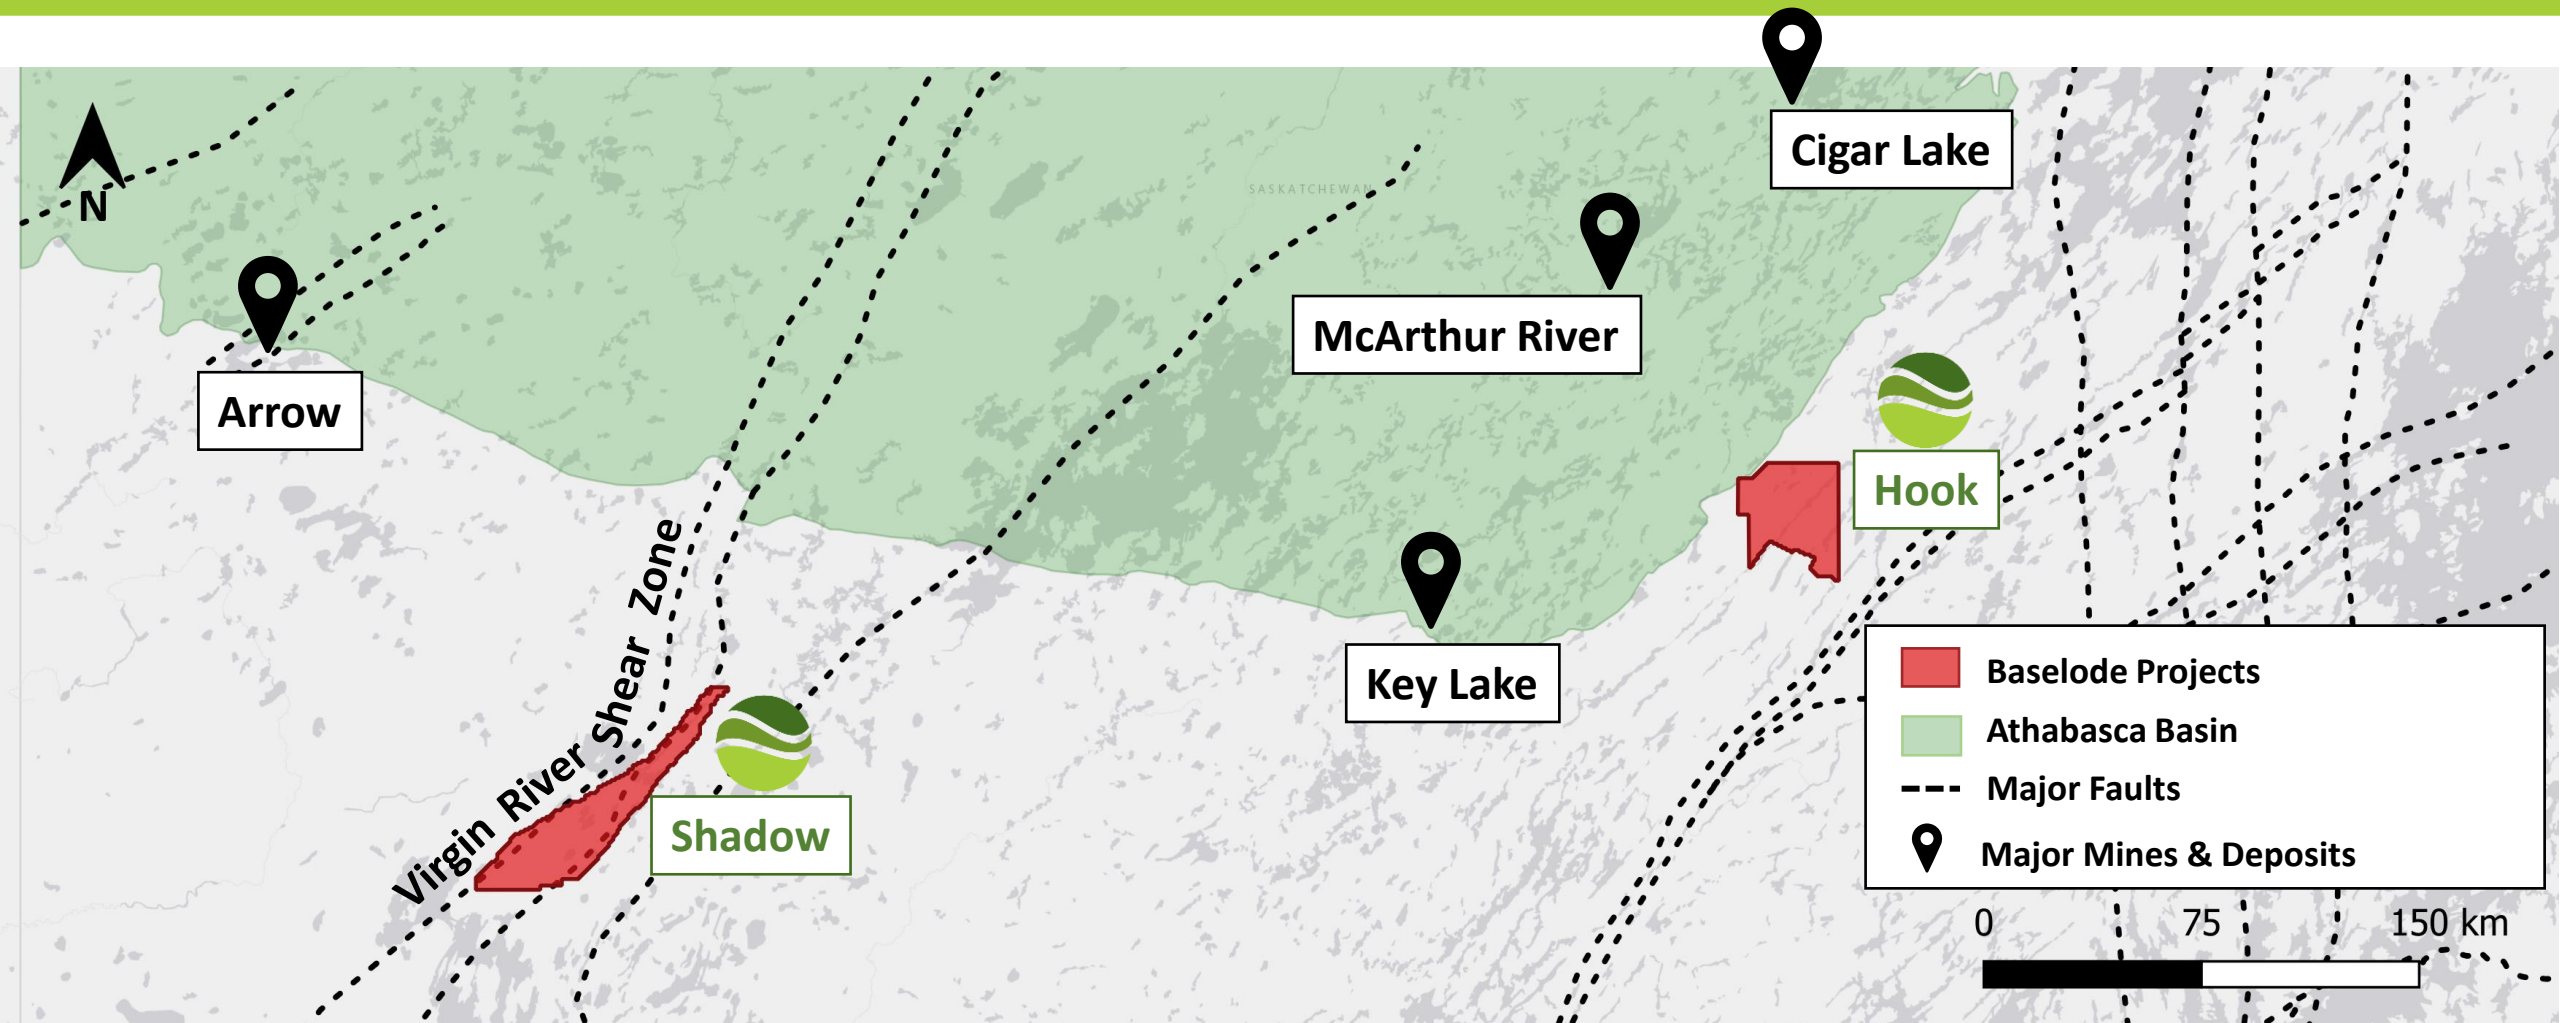 N
SASKATCHEWAN
Cigar Lake
McArthur River
Arrow
Hook
Key Lake
Virgin River Shear Zone
Shadow
Baselode Projects
Athabasca Basin
Major Faults
Major Mines & Deposits
0 75 150 km